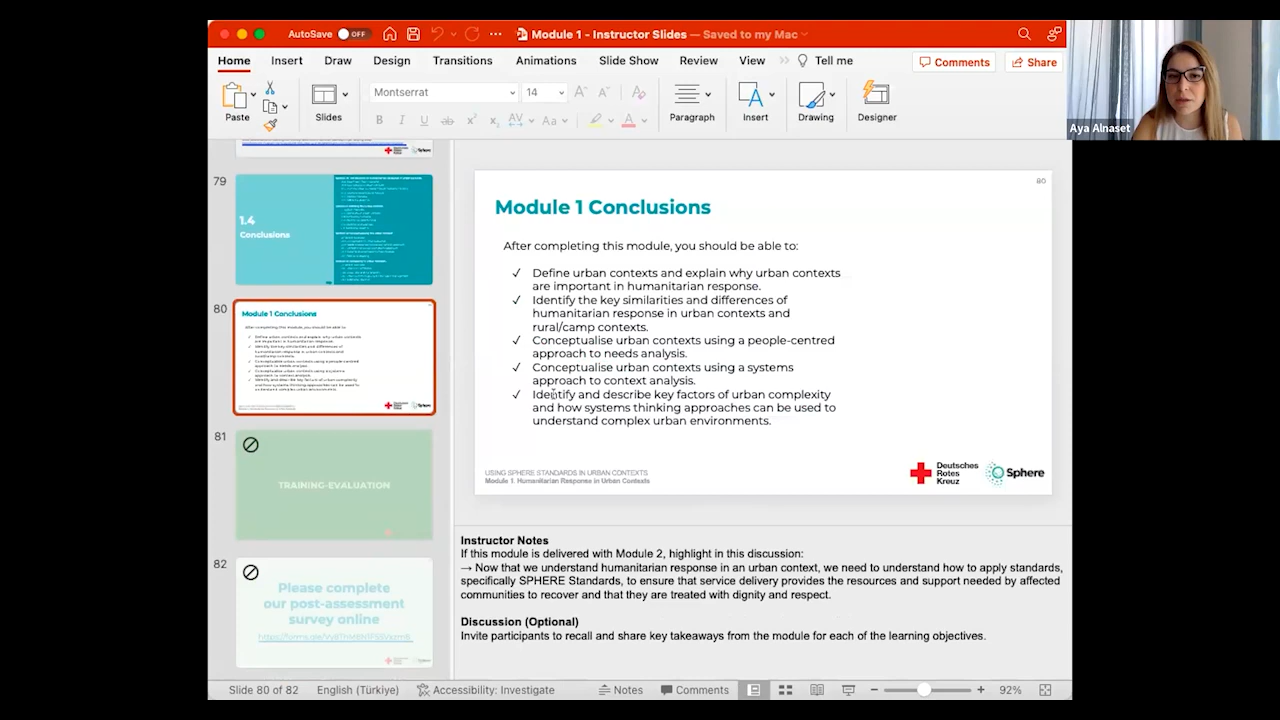 AutoSave OFF
Module 1 - Instructor Slides — Saved to my Mac
Home Insert Draw Design Transitions Animations Slide Show Review View Tell me
Comments Share
Montserrat 14
Paste Slides Paragraph Insert Drawing Designer
Aya Alnaset
79
1.4
Conclusions
80
Module 1 Conclusions
81
TRAINING-EVALUATION
82
Please complete
our post-assessment
survey online
80
Module 1 Conclusions
After completing this module, you should be able to:
Define urban contexts and explain why urban contexts
are important in humanitarian response.
✓ Identify the key similarities and differences of
humanitarian response in urban contexts and
rural/camp contexts.
✓ Conceptualise urban contexts using a people-centred
approach to needs analysis.
✓ Conceptualise urban contexts using a systems
approach to context analysis.
✓ Identify and describe key factors of urban complexity
and how systems thinking approaches can be used to
understand complex urban environments.
USING SPHERE STANDARDS IN URBAN CONTEXTS
Module 1. Humanitarian Response in Urban Contexts
Deutsches
Rotes
Kreuz
Sphere
Instructor Notes
If this module is delivered with Module 2, highlight in this discussion:
→ Now that we understand humanitarian response in an urban context, we need to understand how to apply standards,
specifically SPHERE Standards, to ensure that service delivery provides the resources and support needed by affected
communities to recover and that they are treated with dignity and respect.
Discussion (Optional)
Invite participants to recall and share key takeaways from the module for each of the learning objectives.
Slide 80 of 82 English (Türkiye) Accessibility: Investigate Notes Comments 92%